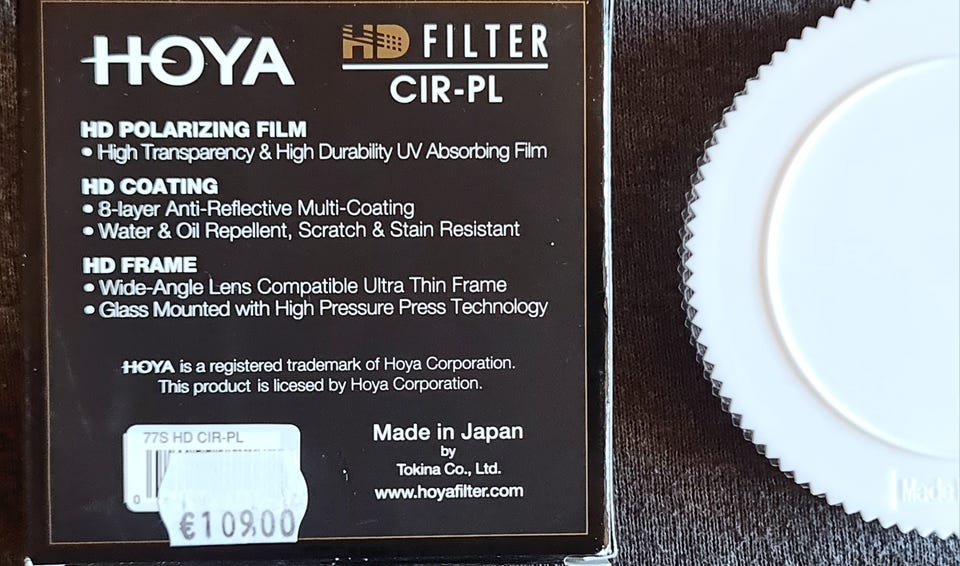 HOYA
HD FILTER
CIR-PL
HD POLARIZING FILM
• High Transparency & High Durability UV Absorbing Film
HD COATING
• 8-layer Anti-Reflective Multi-Coating
• Water & Oil Repellent, Scratch & Stain Resistant
HD FRAME
• Wide-Angle Lens Compatible Ultra Thin Frame
• Glass Mounted with High Pressure Press Technology
HOYA is a registered trademark of Hoya Corporation.
This product is licesed by Hoya Corporation.
77S HD CIR-PL
0
€109.00
Made in Japan
by
Tokina Co., Ltd.
www.hoyafilter.com
Made